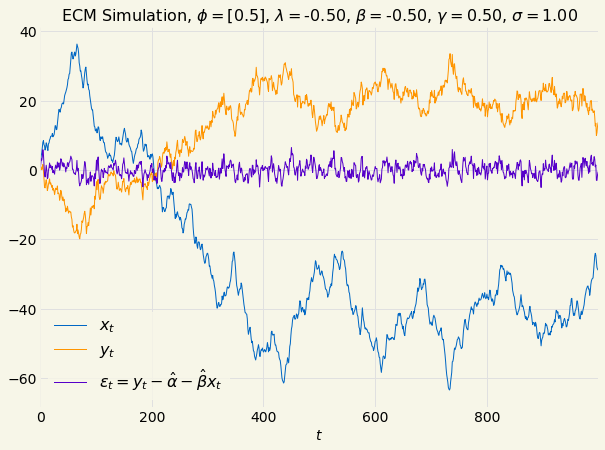 ECM Simulation, ϕ = [0.5], λ = -0.50, β = -0.50, γ = 0.50, σ = 1.00
40
20
0
−20
−40
−60
x_t
y_t
ε_t = y_t − α̂ − β̂x_t
0 200 400 600 800
t